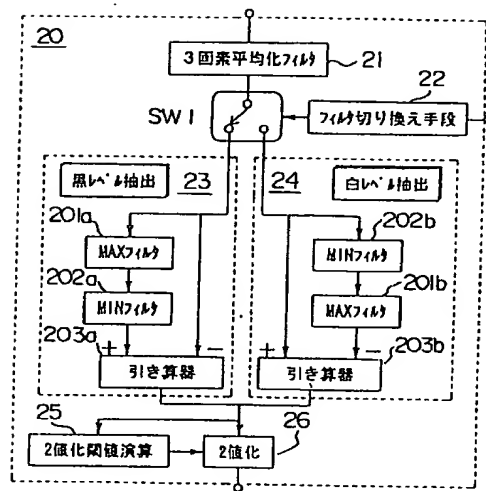 20
3画素平均化フィルタ
21
22
SW1
フィルタ切り換え手段
黒レベル抽出
23
24
白レベル抽出
201a
202b
MAXフィルタ
MINフィルタ
202a
201b
MINフィルタ
MAXフィルタ
203a
+
−
+
−
203b
引き算器
引き算器
25
26
2値化閾値演算
2値化